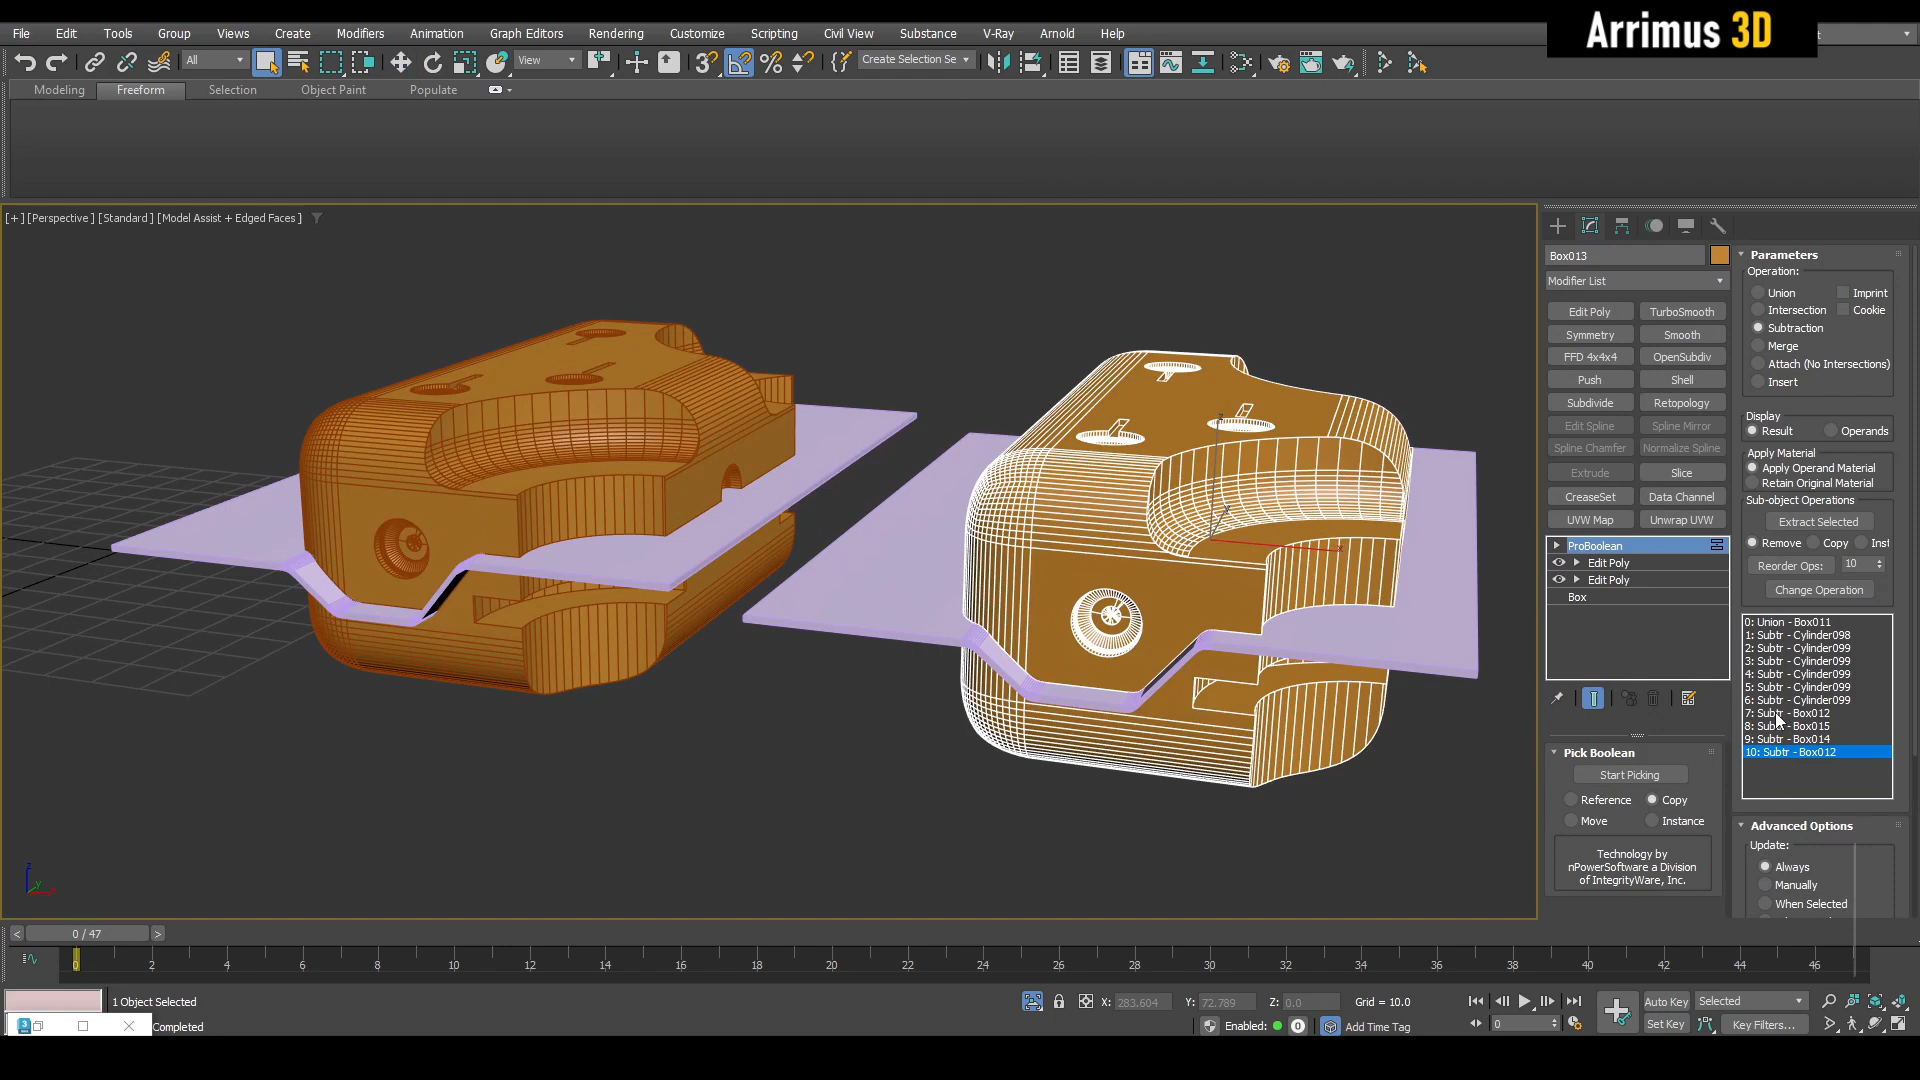 Arrimus 3D
File Edit Tools Group Views Create Modifiers Animation Graph Editors Rendering Customize Scripting Civil View Substance V-Ray Arnold Help
All View Create Selection Se
Modeling Freeform Selection Object Paint Populate
[+] [Perspective] [Standard] [Model Assist + Edged Faces]
Box013
Modifier List
Edit Poly TurboSmooth
Symmetry Smooth
FFD 4x4x4 OpenSubdiv
Push Shell
Subdivide Retopology
Edit Spline Spline Mirror
Spline Chamfer Normalize Spline
Extrude Slice
CreaseSet Data Channel
UVW Map Unwrap UVW
ProBoolean
Edit Poly
Edit Poly
Box
Pick Boolean
Start Picking
Reference Copy
Move Instance
Technology by
nPowerSoftware a Division
of IntegrityWare, Inc.
Parameters
Operation:
Union Imprint
Intersection Cookie
Subtraction
Merge
Attach (No Intersections)
Insert
Display
Result Operands
Apply Material
Apply Operand Material
Retain Original Material
Sub-object Operations
Extract Selected
Remove Copy Inst
Reorder Ops: 10
Change Operation
0: Union - Box011
1: Subtr - Cylinder098
2: Subtr - Cylinder099
3: Subtr - Cylinder099
4: Subtr - Cylinder099
5: Subtr - Cylinder099
6: Subtr - Cylinder099
7: Subtr - Box012
8: Subtr - Box015
9: Subtr - Box014
10: Subtr - Box012
Advanced Options
Update:
Always
Manually
When Selected
0 / 47
0 2 4 6 8 10 12 14 16 18 20 22 24 26 28 30 32 34 36 38 40 42 44 46
1 Object Selected X: 283.604 Y: 72.789 Z: 0.0 Grid = 10.0 Auto Key Selected
Completed Enabled: 0 Add Time Tag 0 Set Key Key Filters...